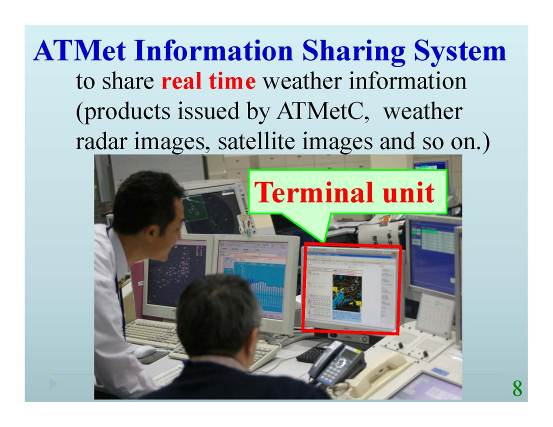 ATMet Information Sharing System
to share real time weather information
(products issued by ATMetC, weather
radar images, satellite images and so on.)
Terminal unit
8